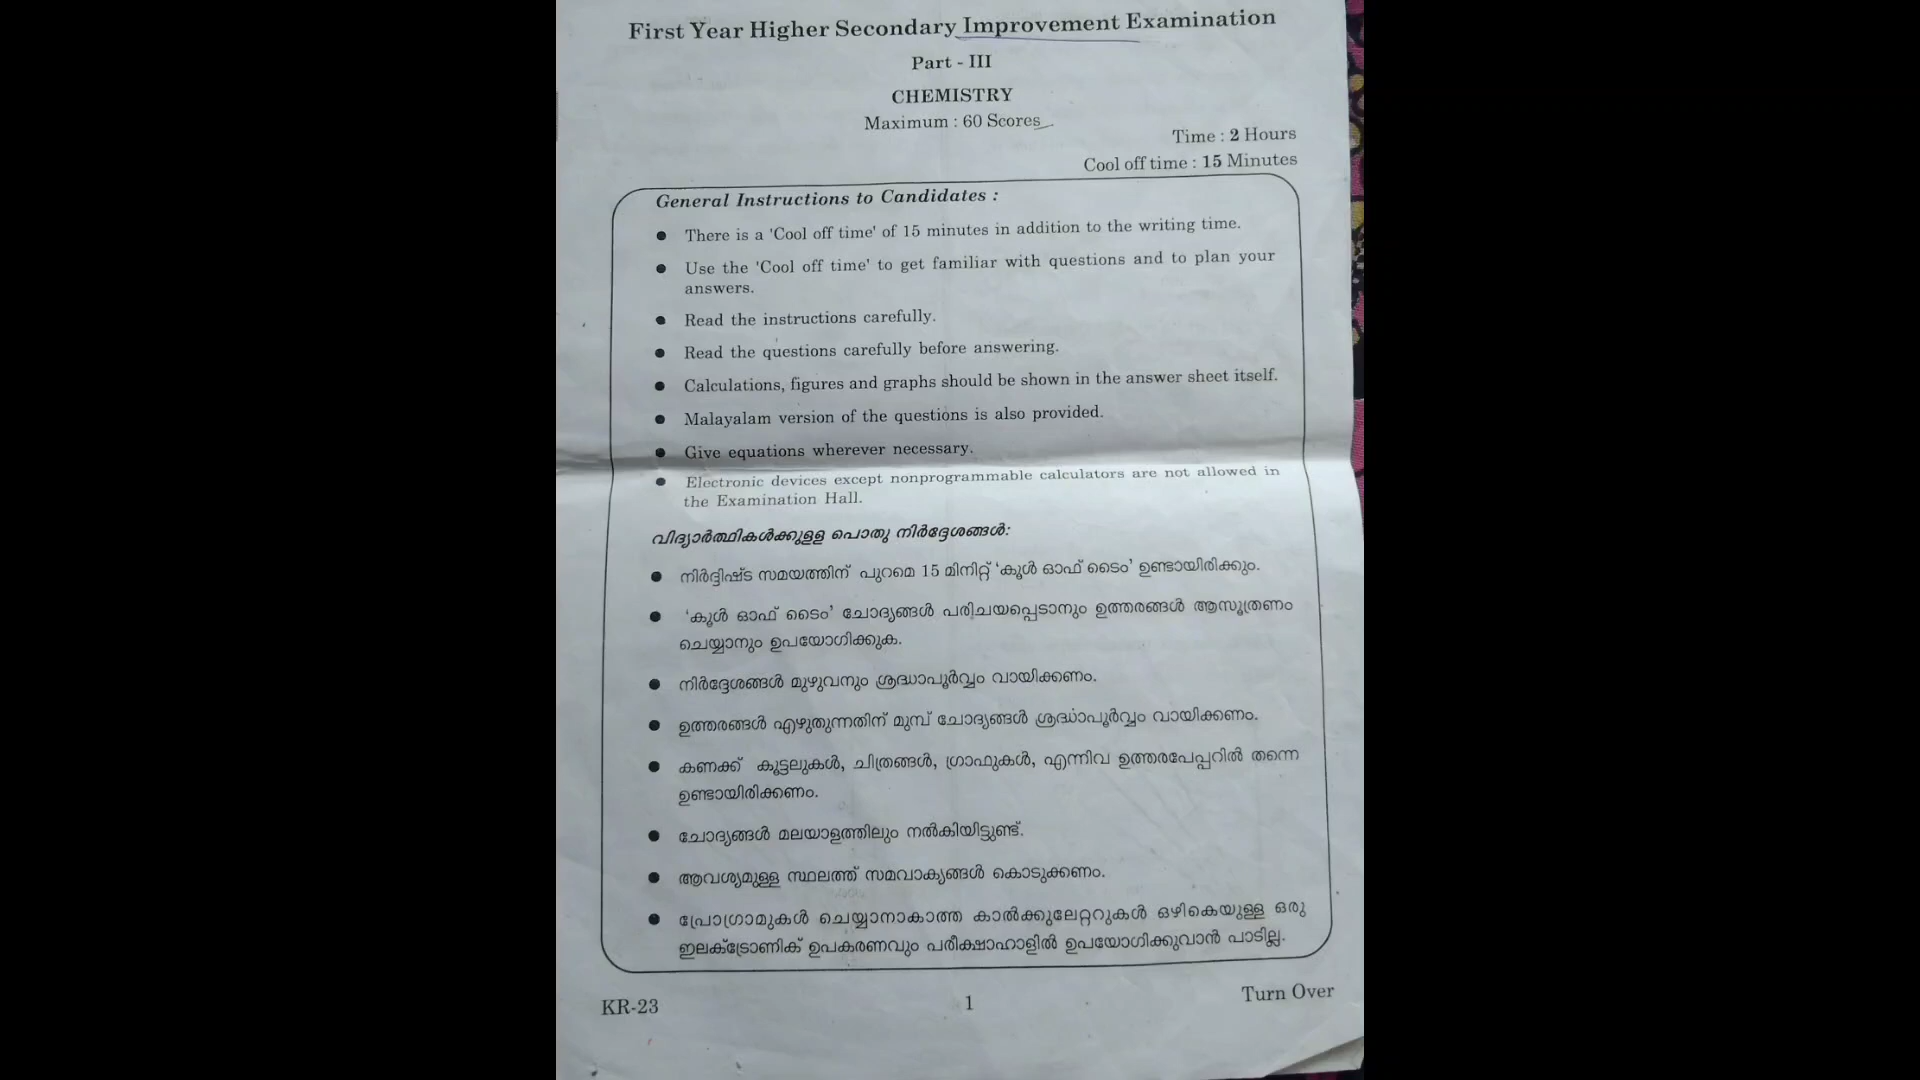 First Year Higher Secondary Improvement Examination
Part - III
CHEMISTRY
Maximum : 60 Scores
Time : 2 Hours
Cool off time : 15 Minutes
General Instructions to Candidates :
● There is a 'Cool off time' of 15 minutes in addition to the writing time.
● Use the 'Cool off time' to get familiar with questions and to plan your
answers.
● Read the instructions carefully.
● Read the questions carefully before answering.
● Calculations, figures and graphs should be shown in the answer sheet itself.
● Malayalam version of the questions is also provided.
● Give equations wherever necessary.
● Electronic devices except nonprogrammable calculators are not allowed in
the Examination Hall.
വിദ്യാർത്ഥികൾക്കുളള പൊതു നിർദ്ദേശങ്ങൾ:
● നിർദ്ദിഷ്ട സമയത്തിന് പുറമെ 15 മിനിറ്റ് 'കൂൾ ഓഫ് ടൈം' ഉണ്ടായിരിക്കും.
● 'കൂൾ ഓഫ് ടൈം' ചോദ്യങ്ങൾ പരിചയപ്പെടാനും ഉത്തരങ്ങൾ ആസൂത്രണം
ചെയ്യാനും ഉപയോഗിക്കുക.
● നിർദ്ദേശങ്ങൾ മുഴുവനും ശ്രദ്ധാപൂർവ്വം വായിക്കണം.
● ഉത്തരങ്ങൾ എഴുതുന്നതിന് മുമ്പ് ചോദ്യങ്ങൾ ശ്രദ്ധാപൂർവ്വം വായിക്കണം.
● കണക്ക് കൂട്ടലുകൾ, ചിത്രങ്ങൾ, ഗ്രാഫുകൾ, എന്നിവ ഉത്തരപേപ്പറിൽ തന്നെ
ഉണ്ടായിരിക്കണം.
● ചോദ്യങ്ങൾ മലയാളത്തിലും നൽകിയിട്ടുണ്ട്.
● ആവശ്യമുള്ള സ്ഥലത്ത് സമവാക്യങ്ങൾ കൊടുക്കണം.
● പ്രോഗ്രാമുകൾ ചെയ്യാനാകാത്ത കാൽക്കുലേറ്ററുകൾ ഒഴികെയുള്ള ഒരു
ഇലക്ട്രോണിക് ഉപകരണവും പരീക്ഷാഹാളിൽ ഉപയോഗിക്കുവാൻ പാടില്ല.
KR-23
1
Turn Over